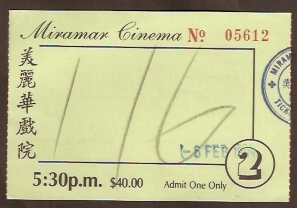 Miramar Cinema № 05612
美麗華戲院
116
-8 FEB
2
5:30p.m. $40.00 Admit One Only